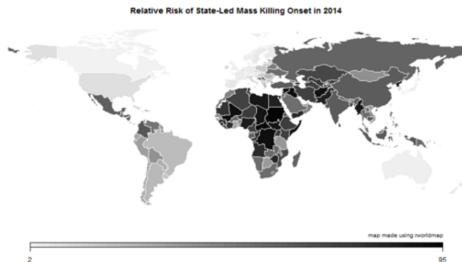 Relative Risk of State-Led Mass Killing Onset in 2014
map made using rworldmap
2
95